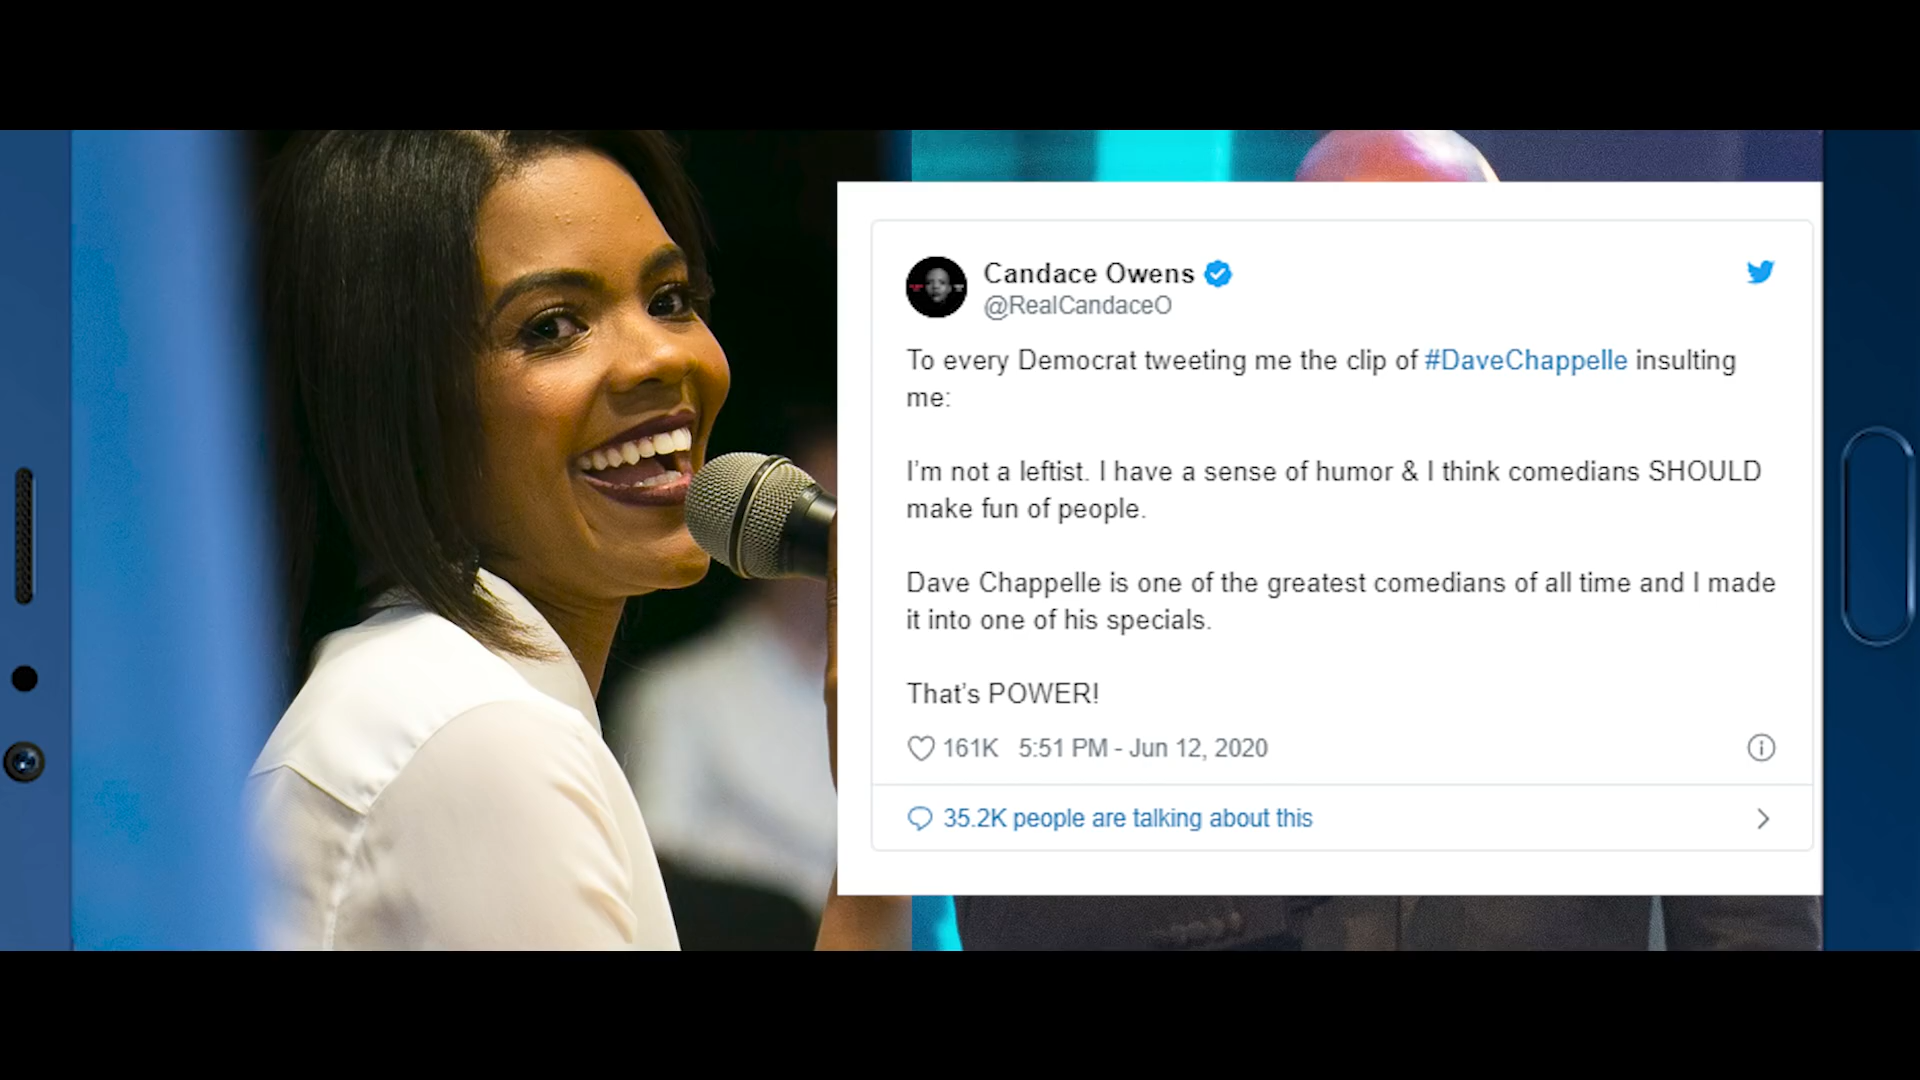 Candace Owens
@RealCandaceO
To every Democrat tweeting me the clip of #DaveChappelle insulting
me:
I'm not a leftist. I have a sense of humor & I think comedians SHOULD
make fun of people.
Dave Chappelle is one of the greatest comedians of all time and I made
it into one of his specials.
That's POWER!
161K 5:51 PM - Jun 12, 2020
35.2K people are talking about this